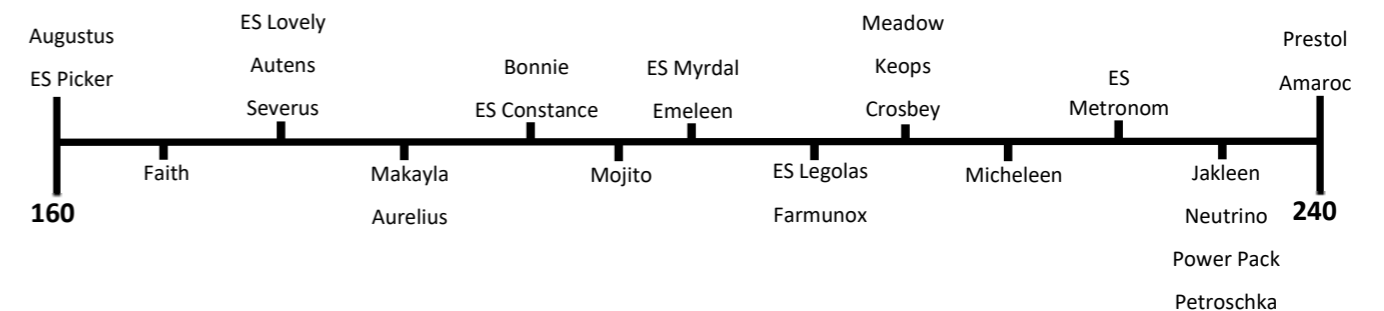 Augustus
ES Picker
ES Lovely
Autens
Severus
Bonnie
ES Constance
ES Myrdal
Emeleen
Meadow
Keops
Crosbey
ES
Metronom
Prestol
Amaroc
Faith
Makayla
Aurelius
Mojito
ES Legolas
Farmunox
Micheleen
Jakleen
Neutrino
Power Pack
Petroschka
160
240